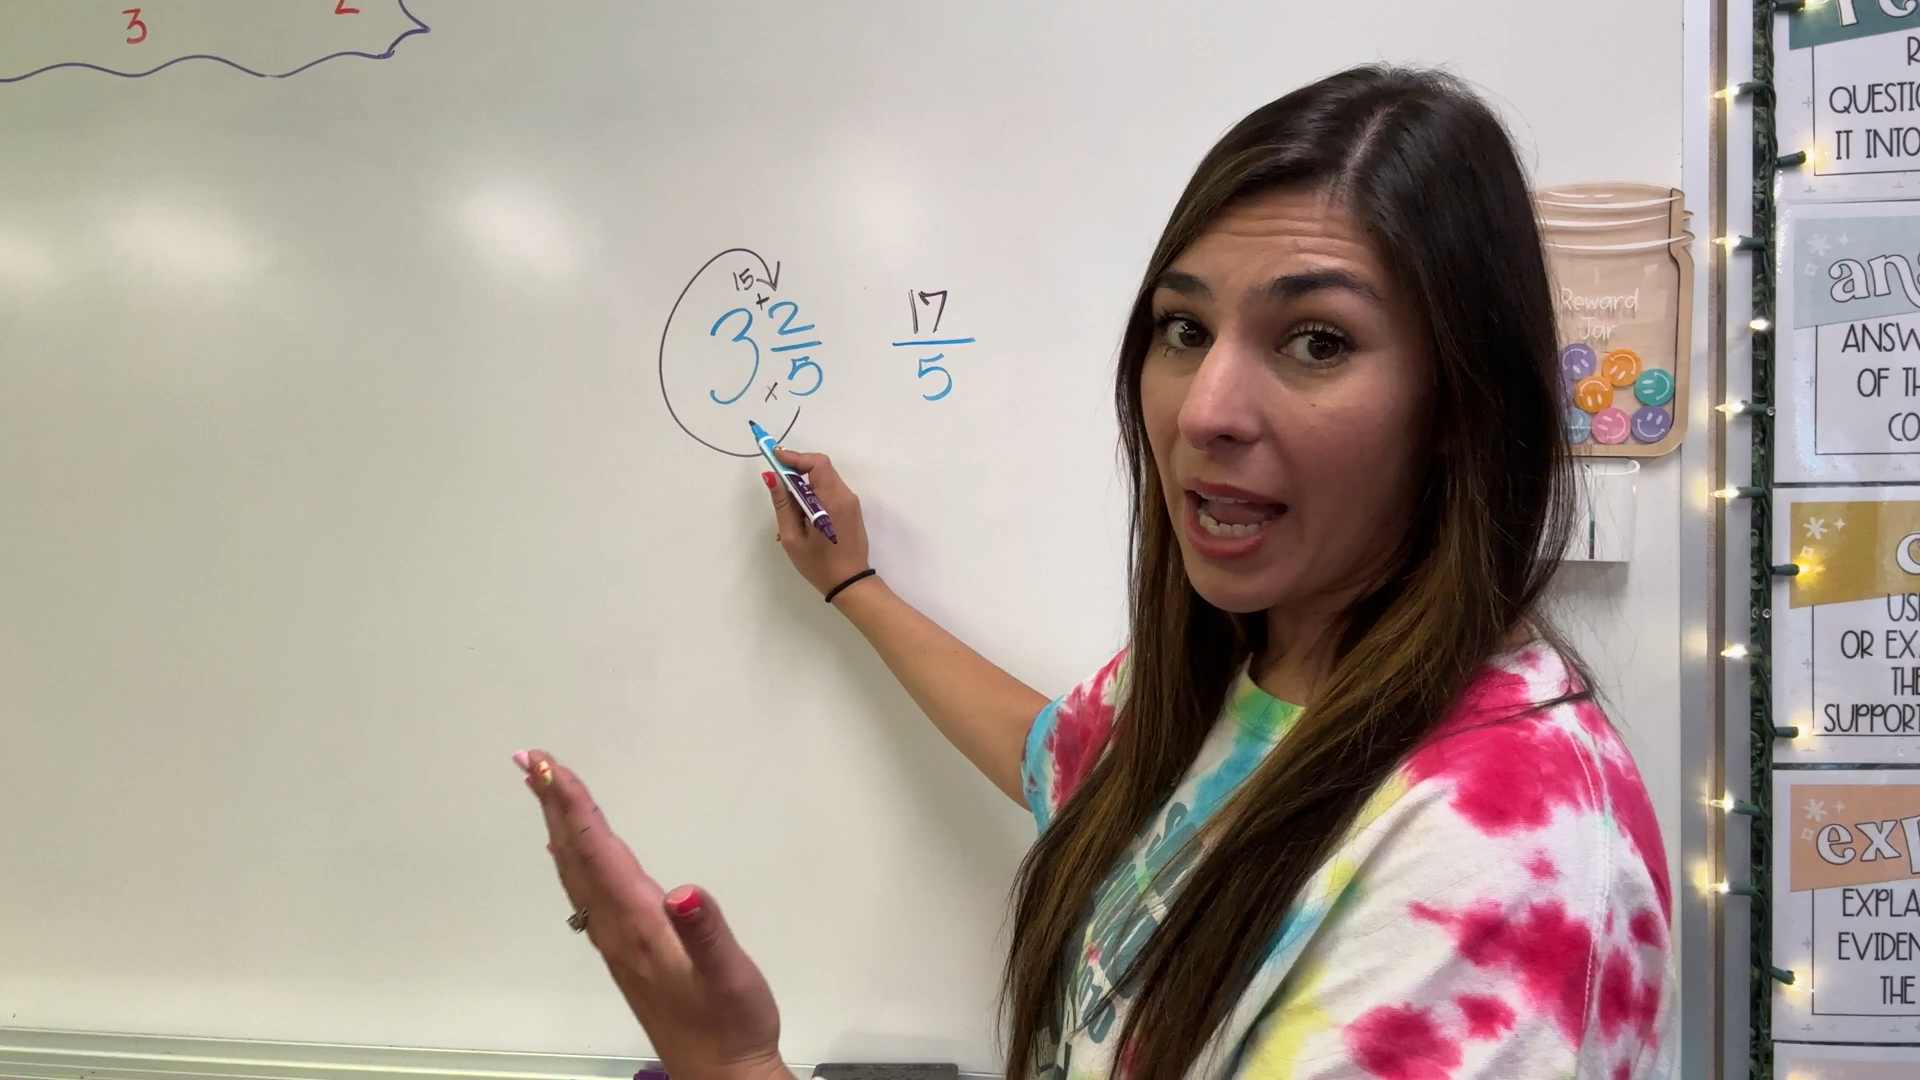 3
2
15
+
3 2/5
x
17/5
Reward
Jar
QUESTIO
IT INTO
an
ANSW
OF TH
CO
C
US
OR EX
THE
SUPPORT
exp
EXPLA
EVIDEN
THE